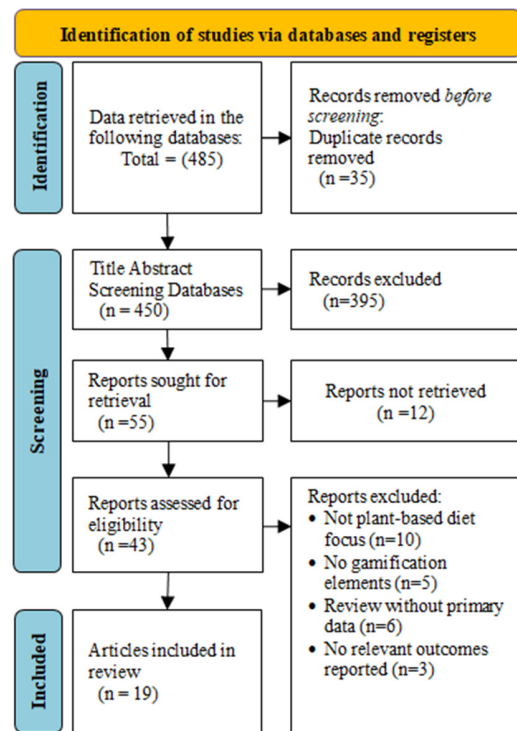 Identification of studies via databases and registers
Identification
Data retrieved in the
following databases:
Total = (485)
Records removed before
screening:
Duplicate records
removed
(n =35)
Screening
Title Abstract
Screening Databases
(n = 450)
Records excluded
(n=395)
Reports sought for
retrieval
(n =55)
Reports not retrieved
(n =12)
Reports assessed for
eligibility
(n =43)
Reports excluded:
• Not plant-based diet
focus (n=10)
• No gamification
elements (n=5)
• Review without primary
data (n=6)
• No relevant outcomes
reported (n=3)
Included
Articles included in
review
(n = 19)